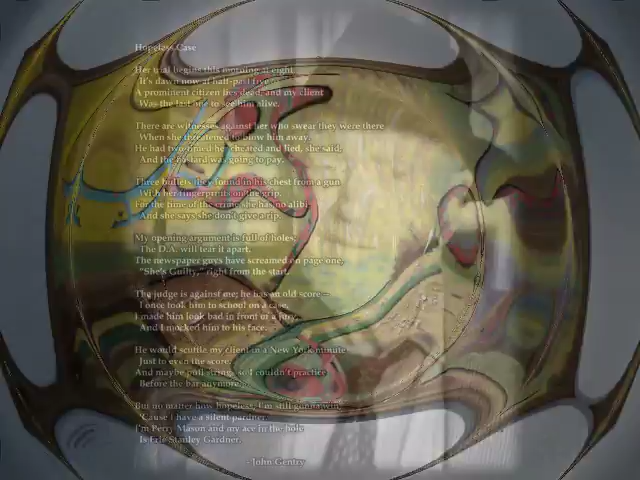 Hopeless Case
Her trial begins this morning at eight
It's dawn now at half-past five
A prominent citizen lies dead, and my client
Was the last one to see him alive.
There are witnesses against her who swear they were there
When she threatened to blow him away.
He had two-timed her, cheated and lied, she said,
And the bastard was going to pay.
Three bullets they found in his chest from a gun
With her fingerprints on the grip.
For the time of the she has no alibi
And she says she don't give a rip.
My opening argument is full of holes;
The D.A. will tear it apart.
The newspaper guys have screamed on page one,
"She's Guilty," right from the start.
The judge is against me; he has an old score –
I once took him to school on a case.
I made him look bad in front of a jury
And I mocked him to his face.
He would scuttle my client in a New York minute
Just to even the score.
And maybe pull strings so I couldn't practice
Before the bar anymore.
But no matter how hopeless, I'm still gonna win
'Cause I have a silent pardner.
I'm Perry Mason and my ace in the hole
Is Erle Stanley Gardner.
- John Gentry